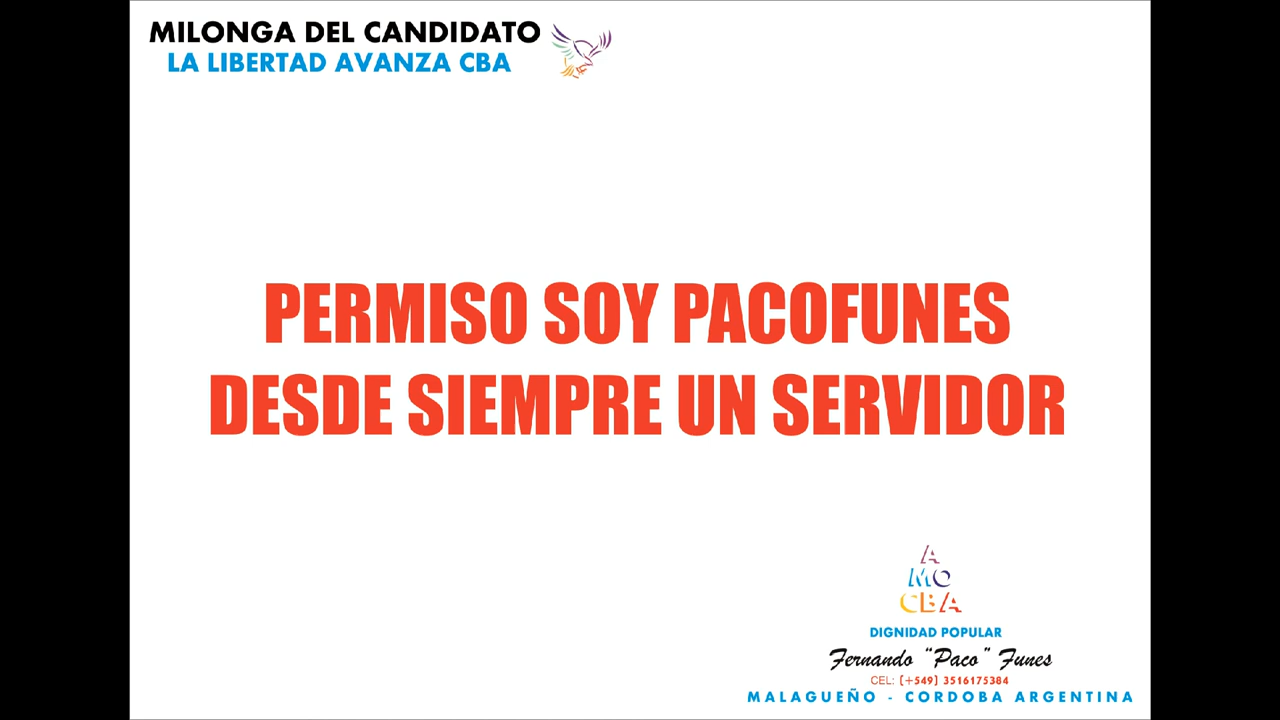 MILONGA DEL CANDIDATO
LA LIBERTAD AVANZA CBA
PERMISO SOY PACOFUNES
DESDE SIEMPRE UN SERVIDOR
A
MO
CBA
DIGNIDAD POPULAR
Fernando "Paco" Funes
CEL: (+549) 3516175384
MALAGUEÑO - CORDOBA ARGENTINA